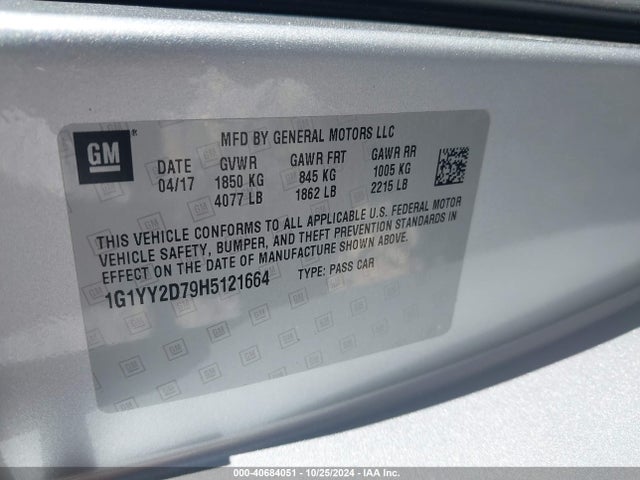 GM®
MFD BY GENERAL MOTORS LLC
DATE GVWR GAWR FRT GAWR RR
04/17 1850 KG 845 KG 1005 KG
4077 LB 1862 LB 2215 LB
THIS VEHICLE CONFORMS TO ALL APPLICABLE U.S. FEDERAL MOTOR
VEHICLE SAFETY, BUMPER, AND THEFT PREVENTION STANDARDS IN
EFFECT ON THE DATE OF MANUFACTURE SHOWN ABOVE.
1G1YY2D79H5121664 TYPE: PASS CAR
000-40684051 - 10/25/2024 - IAA Inc.